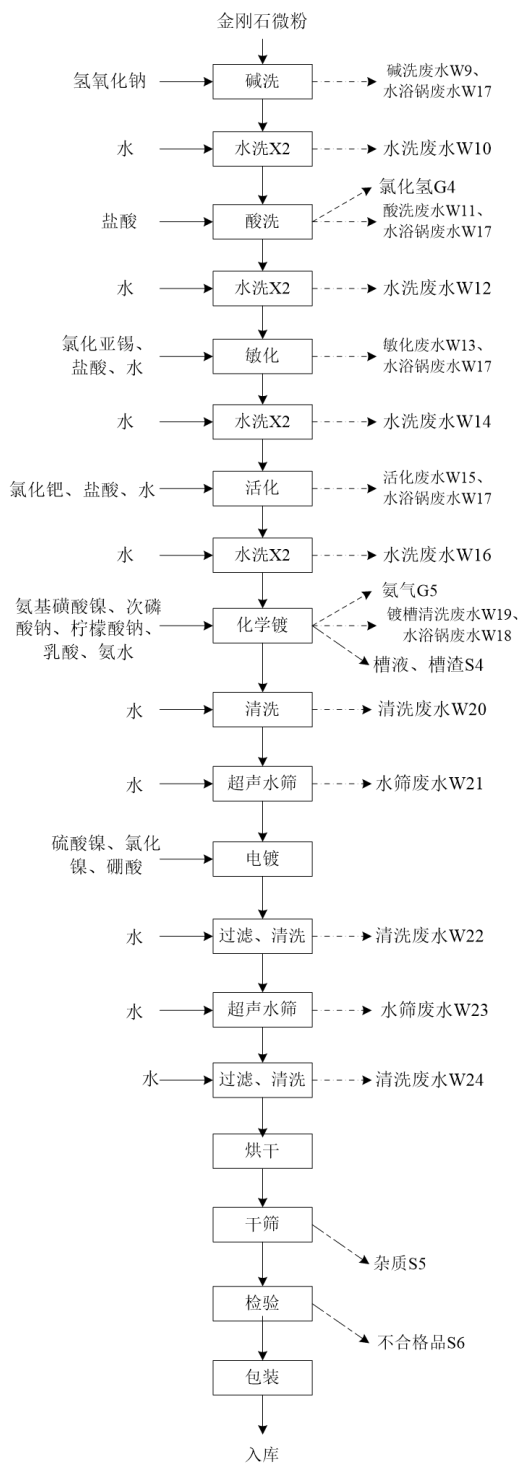 金刚石微粉
氢氧化钠
碱洗
碱洗废水W9、
水浴锅废水W17
水
水洗X2
水洗废水W10
氯化氢G4
盐酸
酸洗
酸洗废水W11、
水浴锅废水W17
水
水洗X2
水洗废水W12
氯化亚锡、
盐酸、水
敏化
敏化废水W13、
水浴锅废水W17
水
水洗X2
水洗废水W14
氯化钯、盐酸、水
活化
活化废水W15、
水浴锅废水W17
水
水洗X2
水洗废水W16
氨基磺酸镍、次磷
酸钠、柠檬酸钠、
乳酸、氨水
化学镀
氨气G5
镀槽清洗废水W19、
水浴锅废水W18
槽液、槽渣S4
水
清洗
清洗废水W20
水
超声水筛
水筛废水W21
硫酸镍、氯化
镍、硼酸
电镀
水
过滤、清洗
清洗废水W22
水
超声水筛
水筛废水W23
水
过滤、清洗
清洗废水W24
烘干
干筛
杂质S5
检验
不合格品S6
包装
入库